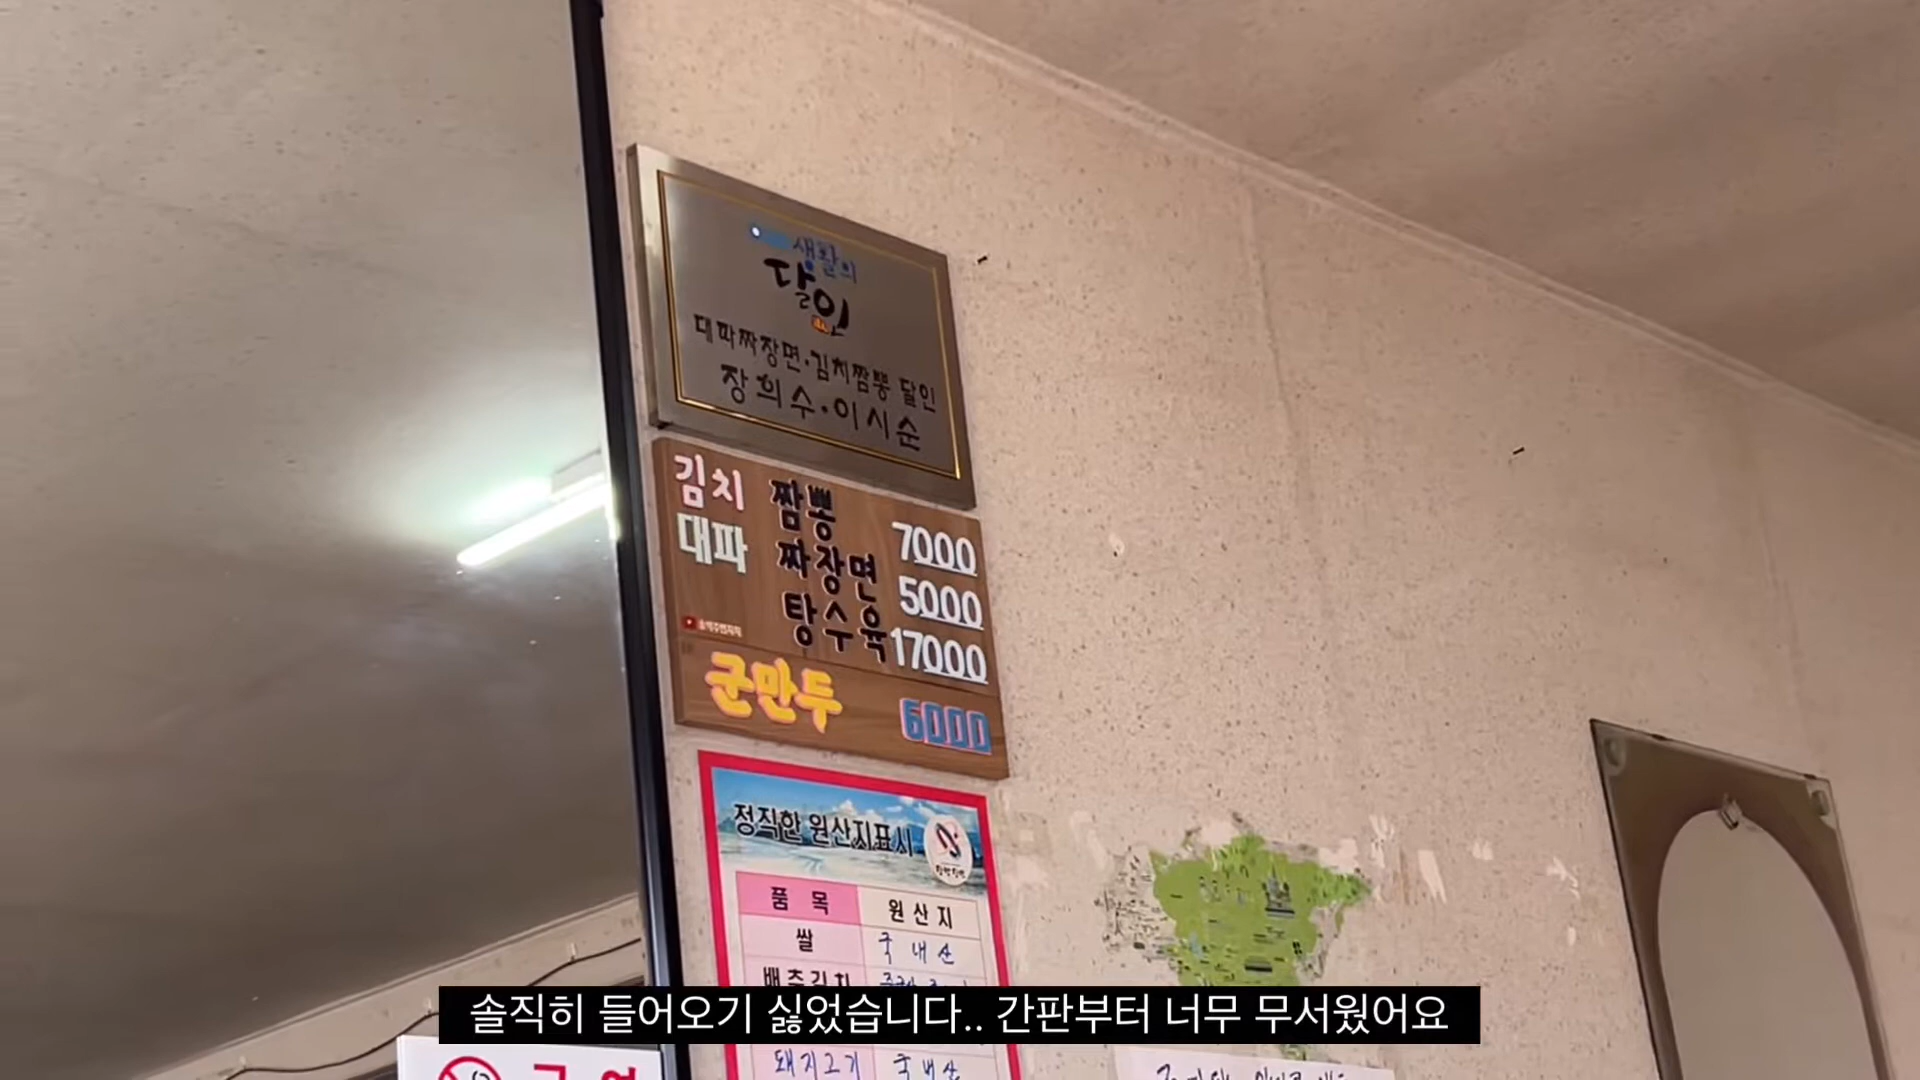 생활의
달인
대파짜장면·김치짬뽕 달인
장희수·이시순
김치 짬뽕 7000
대파 짜장면 5000
탕수육 17000
군만두 6000
정직한 원산지표시
품 목 원 산 지
쌀 국 내 산
배추김치
솔직히 들어오기 싫었습니다.. 간판부터 너무 무서웠어요
돼지고기 국내산